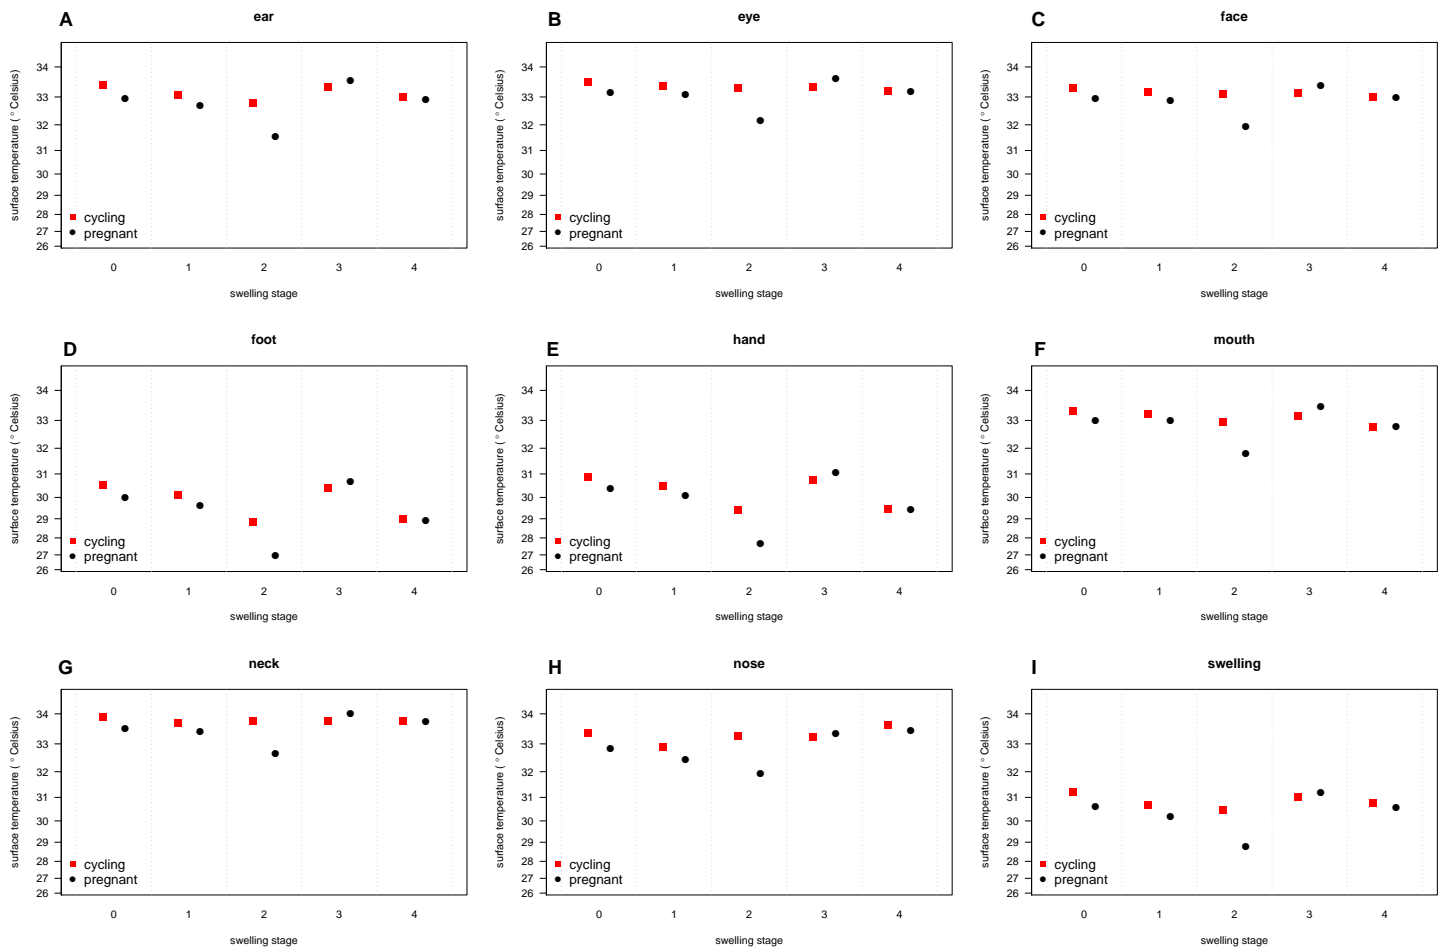 A
ear
surface temperature ( ° Celsius)
34
33
32
31
30
29
28
27
26
cycling
pregnant
0 1 2 3 4
swelling stage
B
eye
surface temperature ( ° Celsius)
34
33
32
31
30
29
28
27
26
cycling
pregnant
0 1 2 3 4
swelling stage
C
face
surface temperature ( ° Celsius)
34
33
32
31
30
29
28
27
26
cycling
pregnant
0 1 2 3 4
swelling stage
D
foot
surface temperature ( ° Celsius)
34
33
32
31
30
29
28
27
26
cycling
pregnant
0 1 2 3 4
swelling stage
E
hand
surface temperature ( ° Celsius)
34
33
32
31
30
29
28
27
26
cycling
pregnant
0 1 2 3 4
swelling stage
F
mouth
surface temperature ( ° Celsius)
34
33
32
31
30
29
28
27
26
cycling
pregnant
0 1 2 3 4
swelling stage
G
neck
surface temperature ( ° Celsius)
34
33
32
31
30
29
28
27
26
cycling
pregnant
0 1 2 3 4
swelling stage
H
nose
surface temperature ( ° Celsius)
34
33
32
31
30
29
28
27
26
cycling
pregnant
0 1 2 3 4
swelling stage
I
swelling
surface temperature ( ° Celsius)
34
33
32
31
30
29
28
27
26
cycling
pregnant
0 1 2 3 4
swelling stage